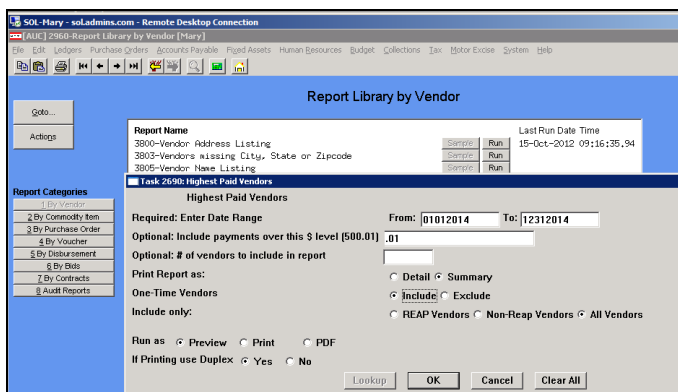 SOL-Mary - sol.admins.com - Remote Desktop Connection
[AUC] 2960-Report Library by Vendor [Mary]
File Edit Ledgers Purchase Orders Accounts Payable Fixed Assets Human Resources Budget Collections Tax Motor Excise System Help
Report Library by Vendor
Goto...
Actions
Report Name Last Run Date Time
3800-Vendor Address Listing Sample Run 15-Oct-2012 09:16:35.94
3803-Vendors missing City, State or Zipcode Sample Run
3805-Vendor Name Listing Sample Run
Task 2690: Highest Paid Vendors
Highest Paid Vendors
Report Categories
1 By Vendor
2 By Commodity Item
3 By Purchase Order
4 By Voucher
5 By Disbursement
6 By Bids
7 By Contracts
8 Audit Reports
Required: Enter Date Range From: 01012014 To: 12312014
Optional: Include payments over this $ level (500.01) .01
Optional: # of vendors to include in report
Print Report as: Detail Summary
One-Time Vendors Include Exclude
Include only: REAP Vendors Non-Reap Vendors All Vendors
Run as Preview Print PDF
If Printing use Duplex Yes No
Lookup OK Cancel Clear All